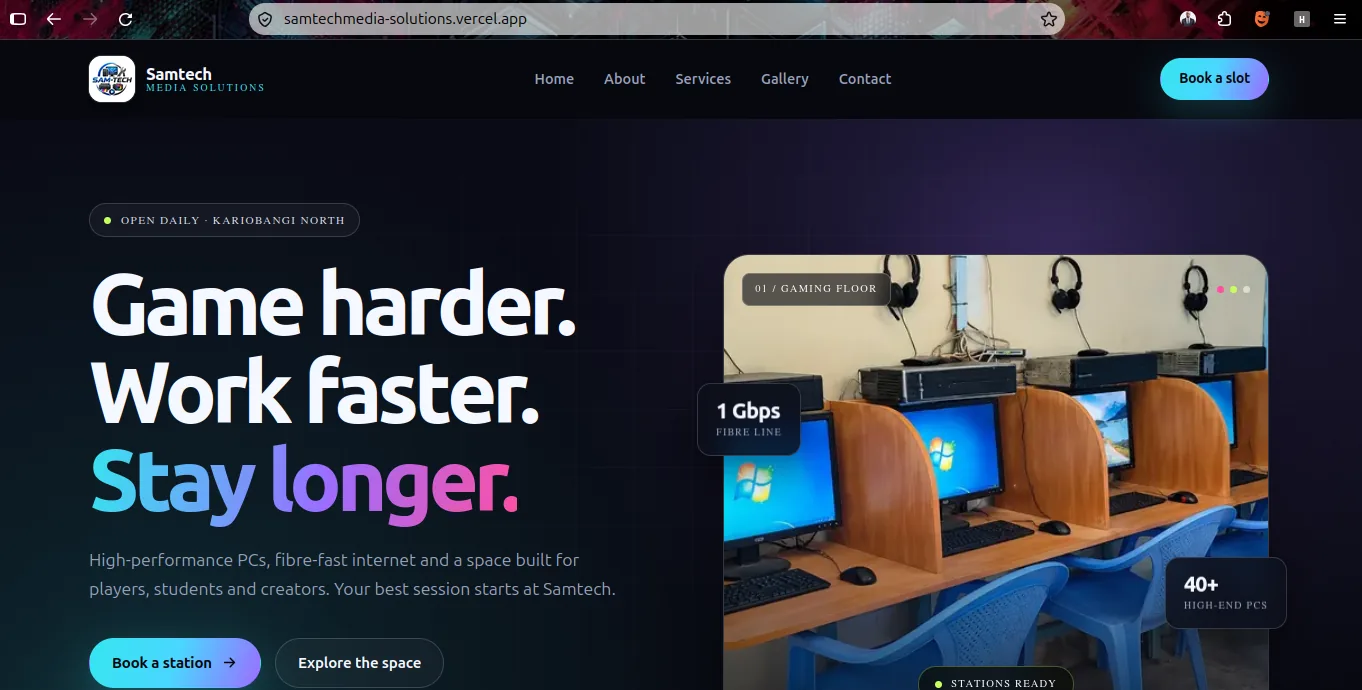 samtechmedia-solutions.vercel.app
H
SAM-TECH
Samtech
MEDIA SOLUTIONS
Home
About
Services
Gallery
Contact
Book a slot
OPEN DAILY · KARIOBANGI NORTH
Game harder.
Work faster.
Stay longer.
High-performance PCs, fibre-fast internet and a space built for
players, students and creators. Your best session starts at Samtech.
Book a station →
Explore the space
01 / GAMING FLOOR
1 Gbps
FIBRE LINE
40+
HIGH-END PCS
STATIONS READY